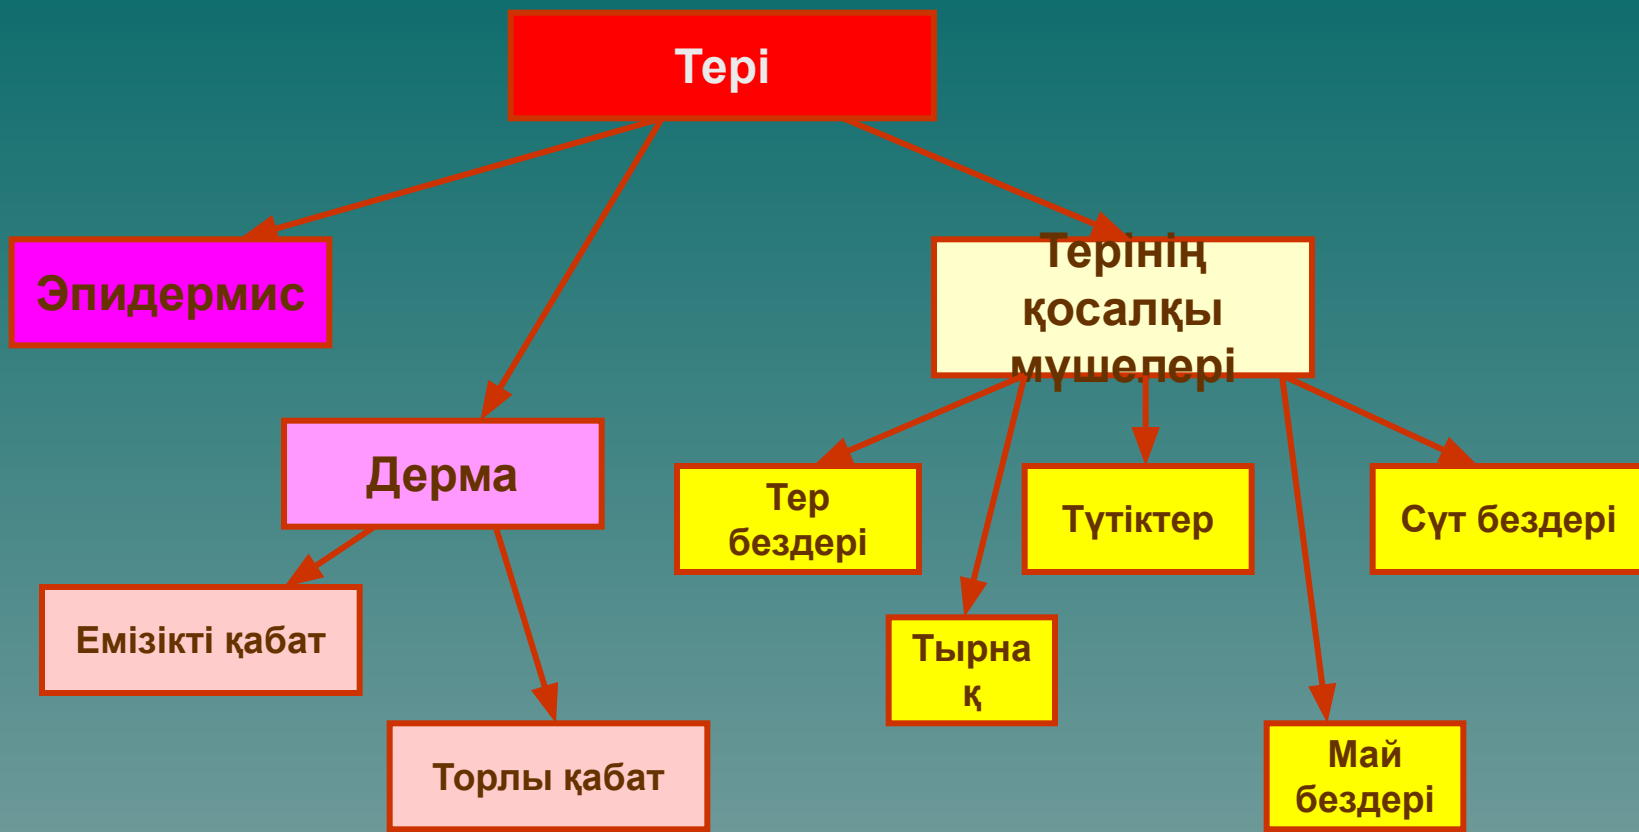 Тері
Эпидермис
Терінің
қосалқы
мүшелері
Дерма
Тер
бездері
Түтіктер
Сүт бездері
Емізікті қабат
Тырна
қ
Торлы қабат
Май
бездері